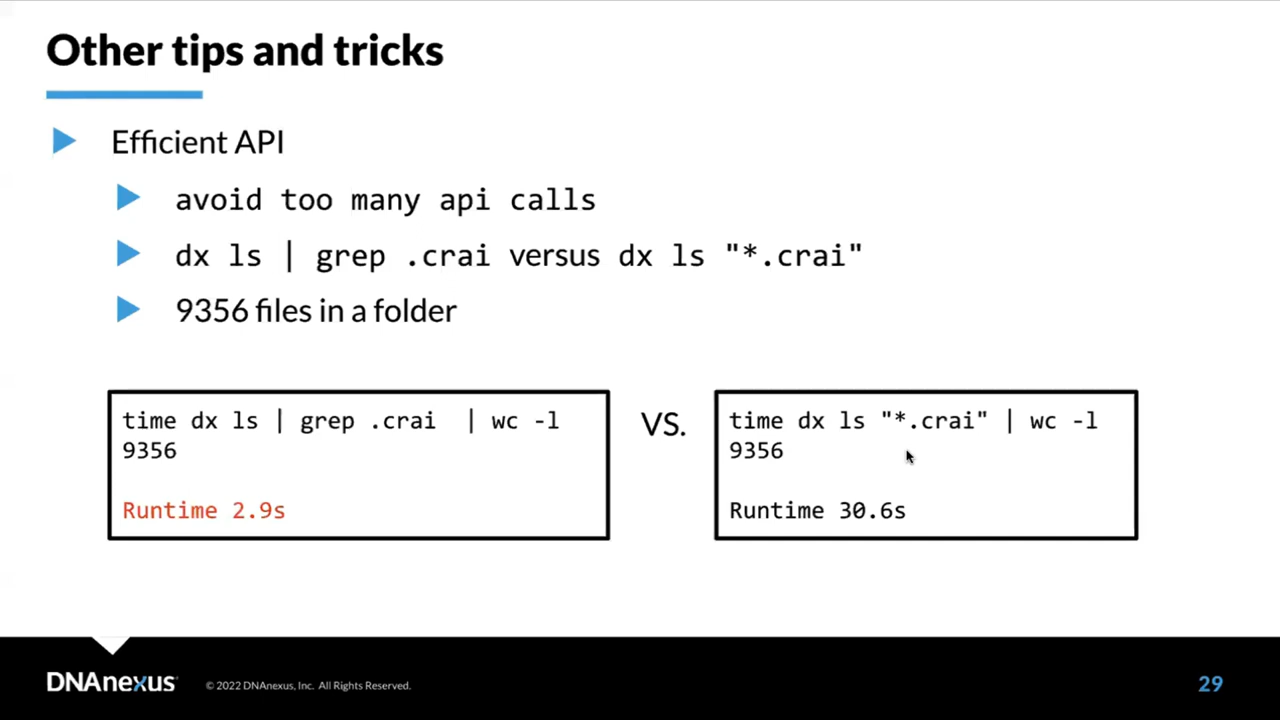 Other tips and tricks
Efficient API
avoid too many api calls
dx ls | grep .crai versus dx ls "*.crai"
9356 files in a folder
time dx ls | grep .crai | wc -l
9356
Runtime 2.9s
VS.
time dx ls "*.crai" | wc -l
9356
Runtime 30.6s
DNAnexus
© 2022 DNAnexus, Inc. All Rights Reserved.
29